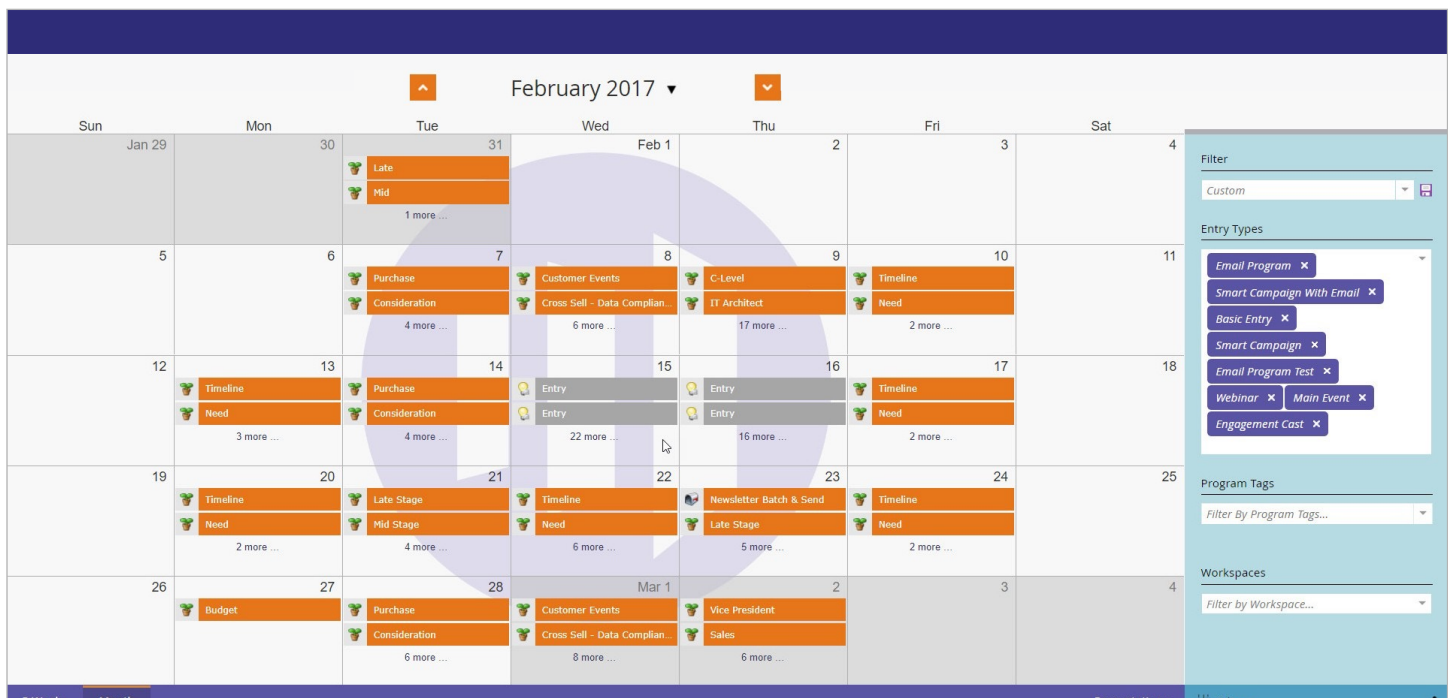 February 2017
Sun Mon Tue Wed Thu Fri Sat
Jan 29 30 31 Feb 1 2 3 4
Late
Mid
1 more ...
5 6 7 8 9 10 11
Purchase Customer Events C-Level Timeline
Consideration Cross Sell - Data Complian... IT Architect Need
4 more ... 6 more ... 17 more ... 2 more ...
12 13 14 15 16 17 18
Timeline Purchase Entry Entry Timeline
Need Consideration Entry Entry Need
3 more ... 4 more ... 22 more ... 16 more ... 2 more ...
19 20 21 22 23 24 25
Timeline Late Stage Timeline Newsletter Batch & Send Timeline
Need Mid Stage Need Late Stage Need
2 more ... 4 more ... 6 more ... 5 more ... 2 more ...
26 27 28 Mar 1 2 3 4
Budget Purchase Customer Events Vice President
Consideration Cross Sell - Data Complian... Sales
6 more ... 8 more ... 6 more ...
Filter
Custom
Entry Types
Email Program ×
Smart Campaign With Email ×
Basic Entry ×
Smart Campaign ×
Email Program Test ×
Webinar × Main Event ×
Engagement Cast ×
Program Tags
Filter By Program Tags...
Workspaces
Filter by Workspace...